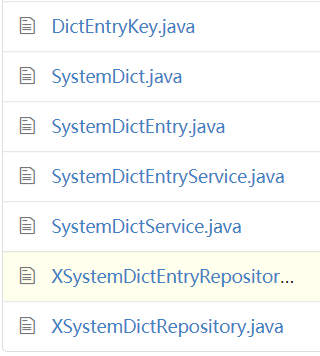 DictEntryKey.java
SystemDict.java
SystemDictEntry.java
SystemDictEntryService.java
SystemDictService.java
XSystemDictEntryRepositor...
XSystemDictRepository.java